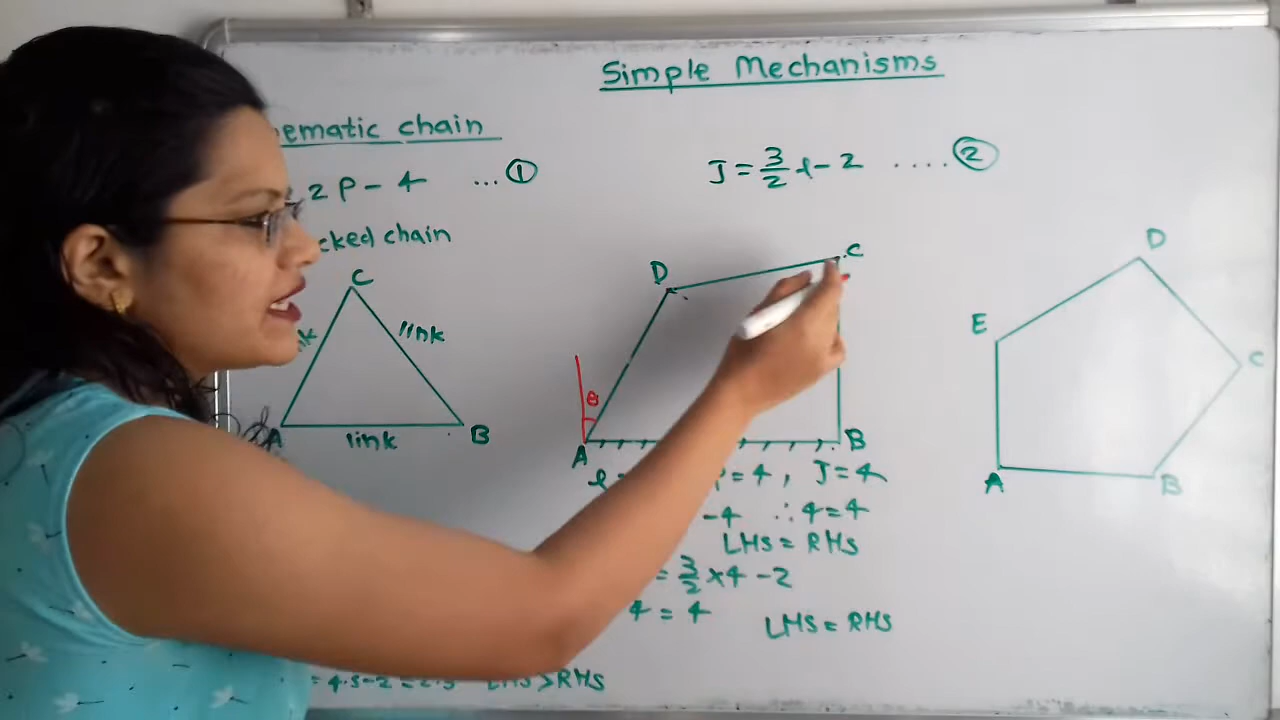 Simple Mechanisms
ematic chain
2 P - 4 ... ①
J = 3/2 l - 2 .... ②
cked chain
C
link
A link B
D C
θ
A B
P = 4, J = 4
- 4 ∴ 4 = 4
LHS = RHS
= 3/2 × 4 - 2
4 = 4 LHS = RHS
= 4.5 - 2 = 2.5 LHS > RHS
D
E
C
A B